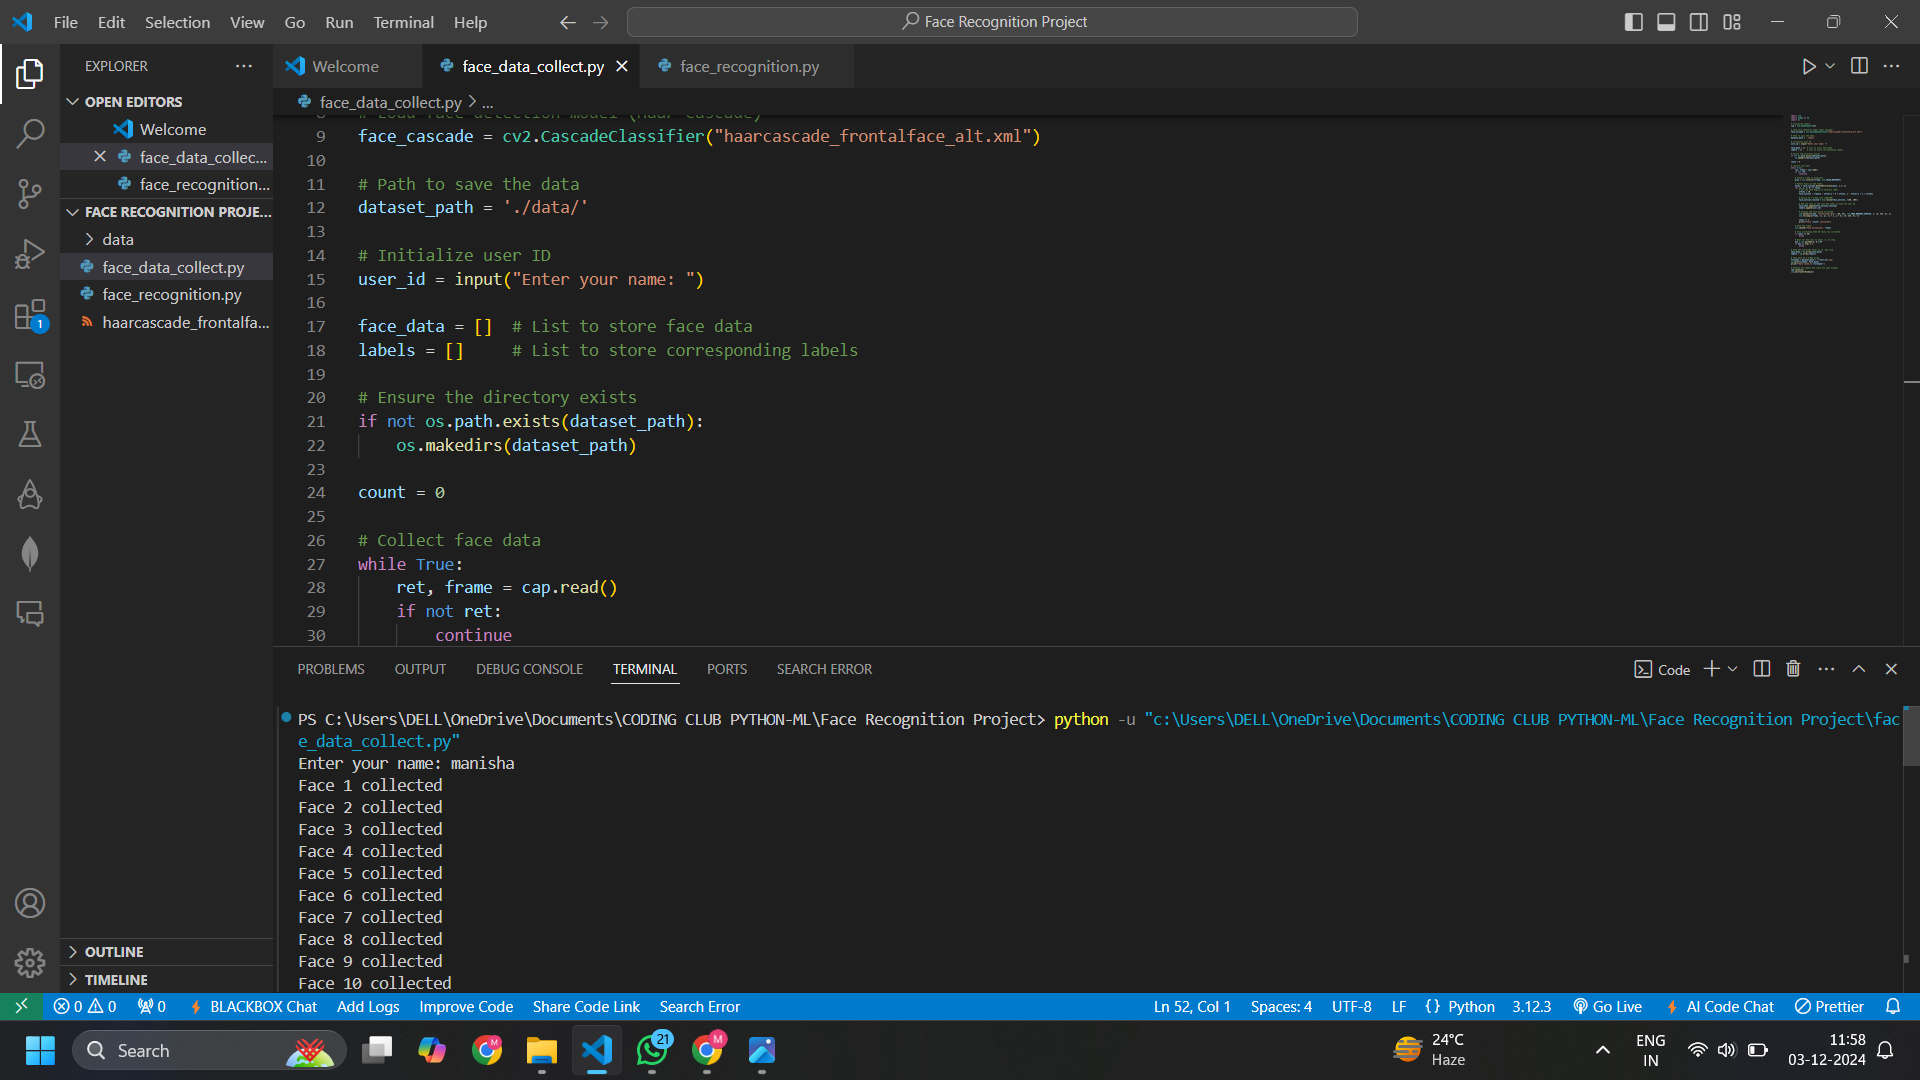 File Edit Selection View Go Run Terminal Help
Face Recognition Project
EXPLORER
OPEN EDITORS
Welcome
face_data_collec...
face_recognition...
FACE RECOGNITION PROJE...
data
face_data_collect.py
face_recognition.py
haarcascade_frontalfa...
OUTLINE
TIMELINE
1
Welcome face_data_collect.py face_recognition.py
face_data_collect.py > ...
9 face_cascade = cv2.CascadeClassifier("haarcascade_frontalface_alt.xml")
10
11 # Path to save the data
12 dataset_path = './data/'
13
14 # Initialize user ID
15 user_id = input("Enter your name: ")
16
17 face_data = [] # List to store face data
18 labels = [] # List to store corresponding labels
19
20 # Ensure the directory exists
21 if not os.path.exists(dataset_path):
22 os.makedirs(dataset_path)
23
24 count = 0
25
26 # Collect face data
27 while True:
28 ret, frame = cap.read()
29 if not ret:
30 continue
PROBLEMS OUTPUT DEBUG CONSOLE TERMINAL PORTS SEARCH ERROR
Code
PS C:\Users\DELL\OneDrive\Documents\CODING CLUB PYTHON-ML\Face Recognition Project> python -u "c:\Users\DELL\OneDrive\Documents\CODING CLUB PYTHON-ML\Face Recognition Project\fac
e_data_collect.py"
Enter your name: manisha
Face 1 collected
Face 2 collected
Face 3 collected
Face 4 collected
Face 5 collected
Face 6 collected
Face 7 collected
Face 8 collected
Face 9 collected
Face 10 collected
0 0 0 BLACKBOX Chat Add Logs Improve Code Share Code Link Search Error Ln 52, Col 1 Spaces: 4 UTF-8 LF {} Python 3.12.3 Go Live AI Code Chat Prettier
Search
M
21
M
24°C
Haze
ENG
IN
11:58
03-12-2024